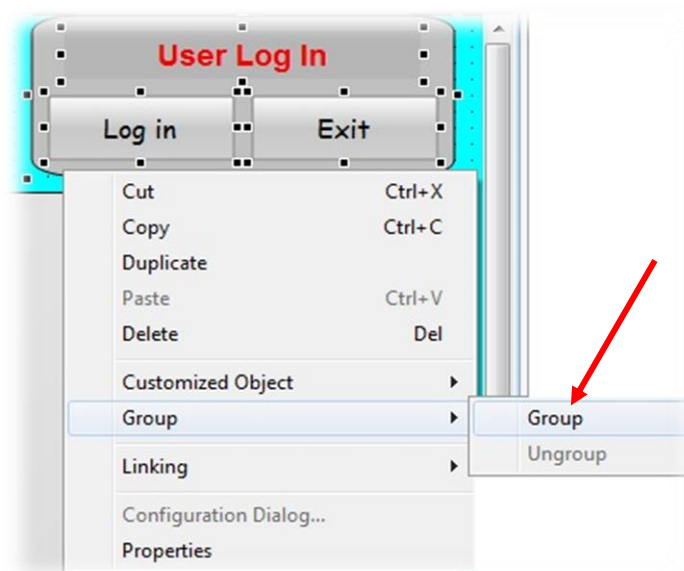 User Log In
Log in Exit
Cut Ctrl+X
Copy Ctrl+C
Duplicate
Paste Ctrl+V
Delete Del
Customized Object
Group Group
Ungroup
Linking
Configuration Dialog...
Properties